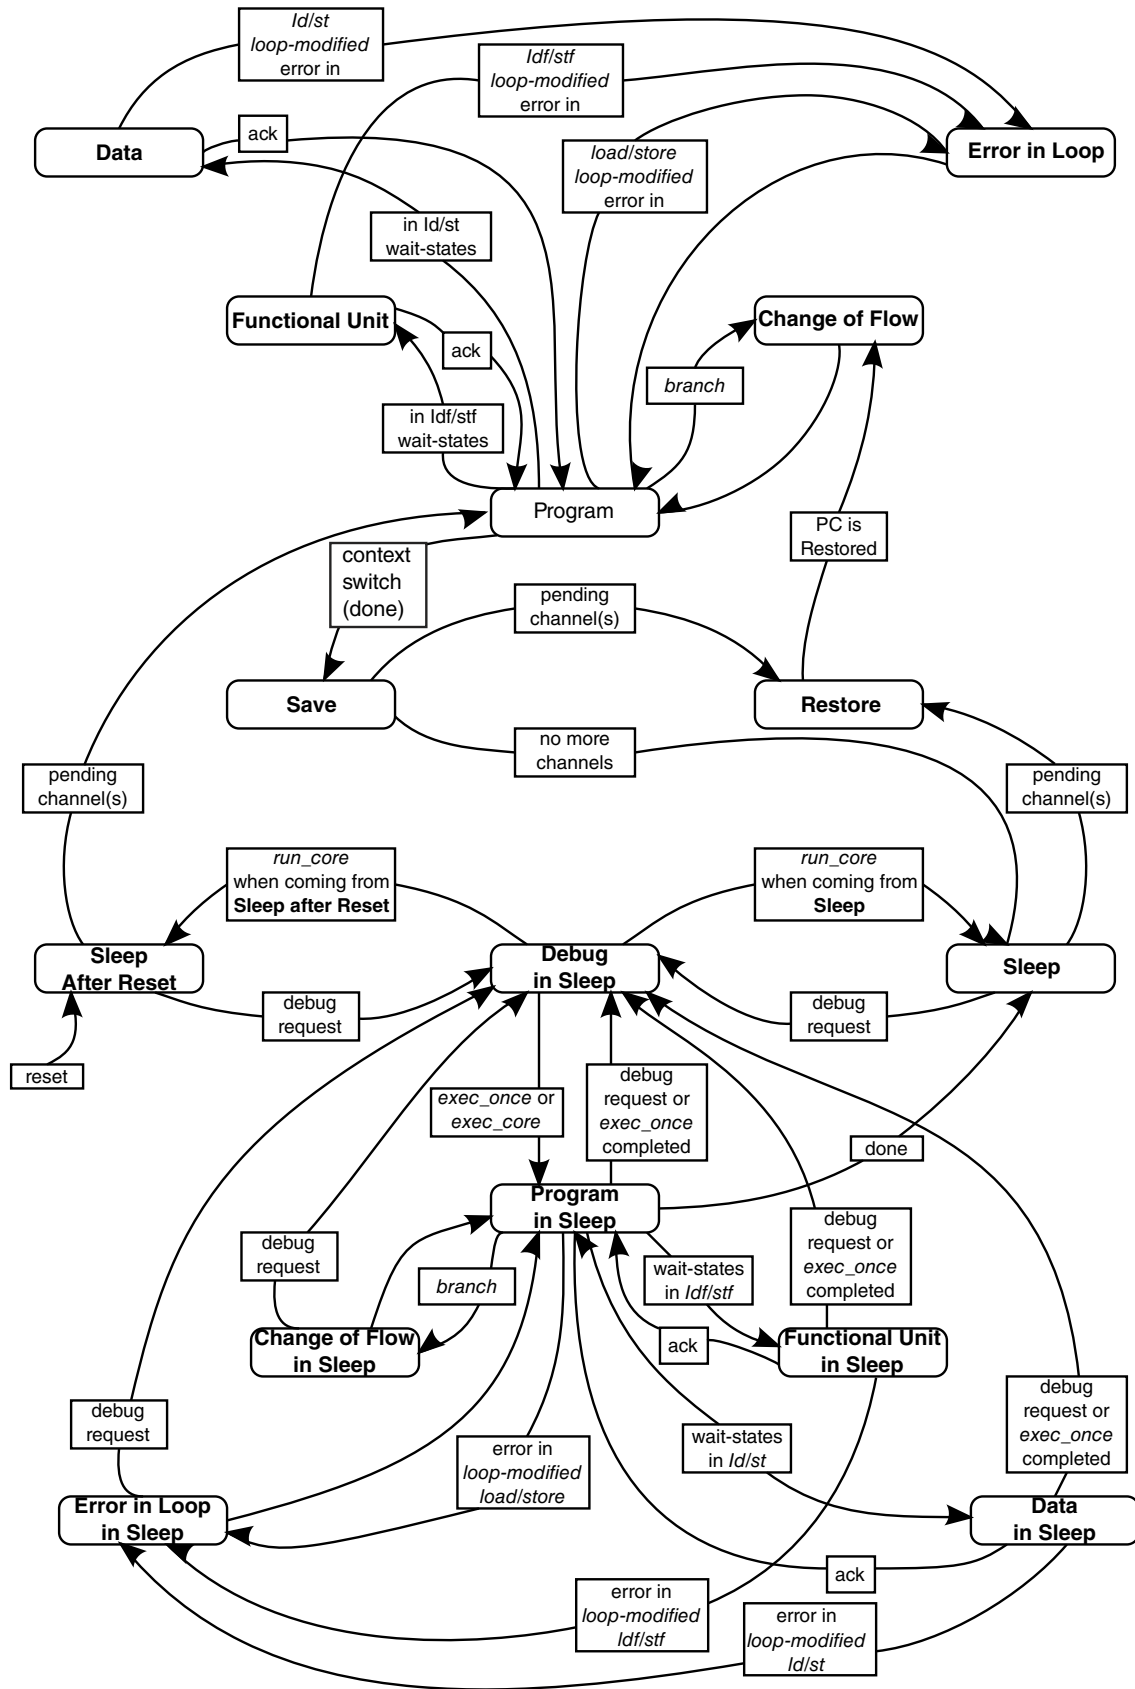 ld/st
loop-modified
error in
ldf/stf
loop-modified
error in
ack
Data
load/store
loop-modified
error in
Error in Loop
in ld/st
wait-states
Functional Unit
ack
Change of Flow
branch
in ldf/stf
wait-states
Program
PC is
Restored
context
switch
(done)
pending
channel(s)
Save
Restore
no more
channels
pending
channel(s)
pending
channel(s)
run_core
when coming from
Sleep after Reset
run_core
when coming from
Sleep
Sleep
After Reset
Debug
in Sleep
Sleep
debug
request
debug
request
reset
exec_once or
exec_core
debug
request or
exec_once
completed
done
Program
in Sleep
debug
request
branch
wait-states
in ldf/stf
debug
request or
exec_once
completed
Change of Flow
in Sleep
ack
Functional Unit
in Sleep
debug
request
error in
loop-modified
load/store
wait-states
in ld/st
debug
request or
exec_once
completed
Error in Loop
in Sleep
Data
in Sleep
ack
error in
loop-modified
ldf/stf
error in
loop-modified
ld/st